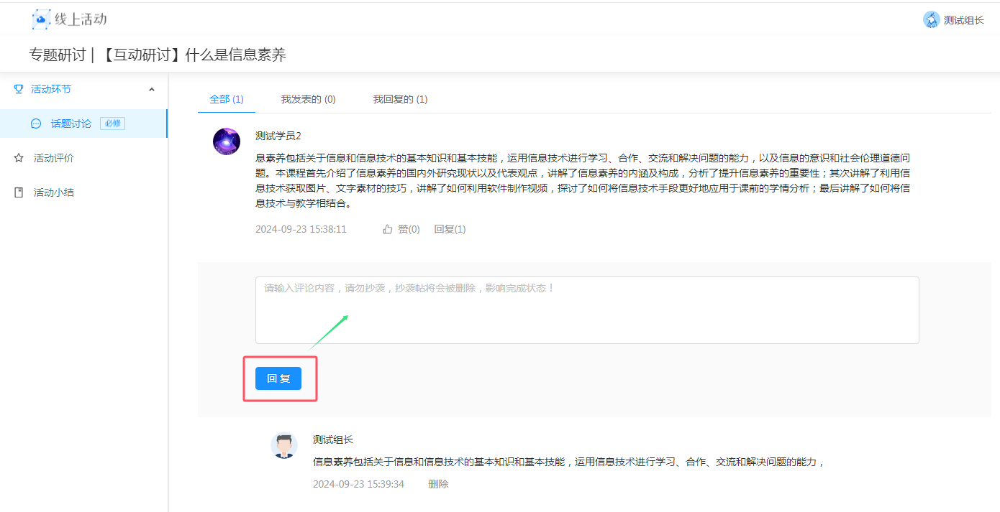 线上活动
测试组长
专题研讨 | 【互动研讨】什么是信息素养
活动环节
话题讨论 必修
活动评价
活动小结
全部 (1) 我发表的 (0) 我回复的 (1)
测试学员2
息素养包括关于信息和信息技术的基本知识和基本技能，运用信息技术进行学习、合作、交流和解决问题的能力，以及信息的意识和社会伦理道德问
题。本课程首先介绍了信息素养的国内外研究现状以及代表观点，讲解了信息素养的内涵及构成，分析了提升信息素养的重要性；其次讲解了利用信
息技术获取图片、文字素材的技巧，讲解了如何利用软件制作视频，探讨了如何将信息技术手段更好地应用于课前的学情分析；最后讲解了如何将信
息技术与教学相结合。
2024-09-23 15:38:11 赞(0) 回复(1)
请输入评论内容，请勿抄袭，抄袭帖将会被删除，影响完成状态！
回 复
测试组长
信息素养包括关于信息和信息技术的基本知识和基本技能，运用信息技术进行学习、合作、交流和解决问题的能力，
2024-09-23 15:39:34 删除